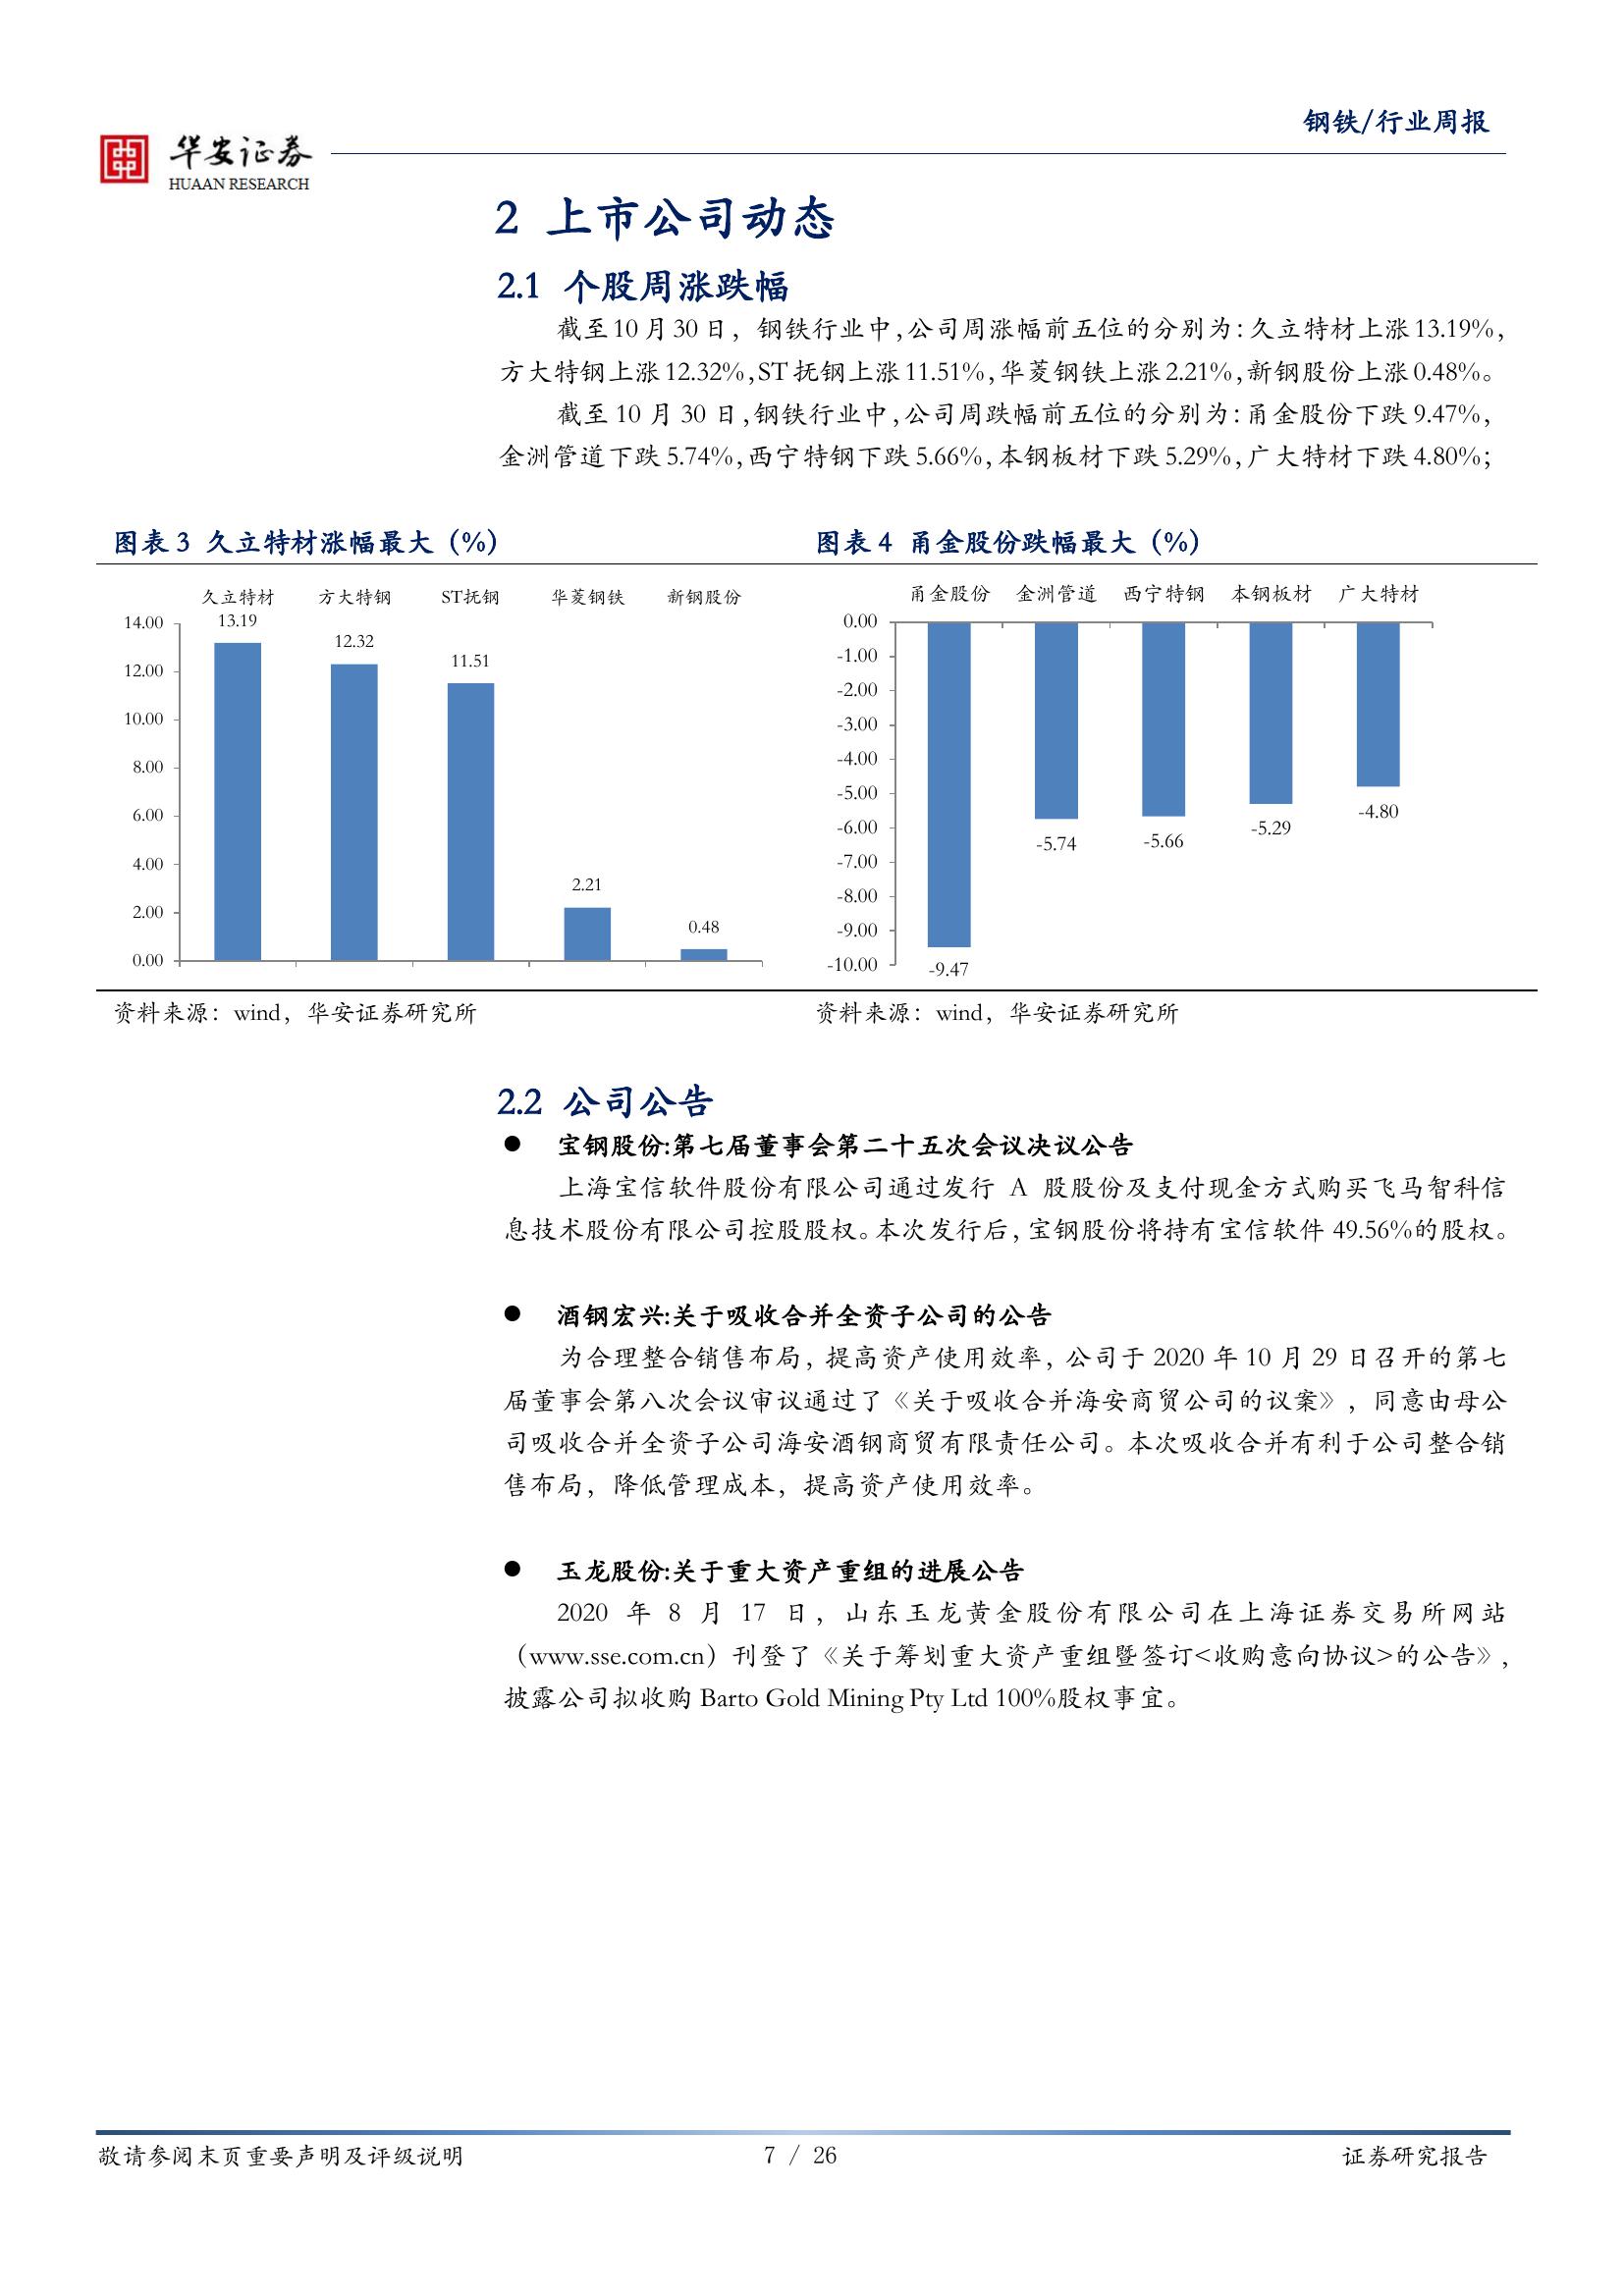 钢铁/行业周报
华安证券
HUAAN RESEARCH
2 上市公司动态
2.1 个股周涨跌幅
截至10月30日，钢铁行业中,公司周涨幅前五位的分别为:久立特材上涨13.19%,
方大特钢上涨12.32%,ST抚钢上涨11.51%,华菱钢铁上涨2.21%,新钢股份上涨0.48%。
截至 10 月 30 日,钢铁行业中,公司周跌幅前五位的分别为:甬金股份下跌 9.47%,
金洲管道下跌 5.74%,西宁特钢下跌 5.66%,本钢板材下跌 5.29%,广大特材下跌 4.80%;
图表 3 久立特材涨幅最大（%）
久立特材 方大特钢 ST抚钢 华菱钢铁 新钢股份
14.00
12.00
10.00
8.00
6.00
4.00
2.00
0.00
13.19
12.32
11.51
2.21
0.48
资料来源：wind，华安证券研究所
图表 4 甬金股份跌幅最大（%）
甬金股份 金洲管道 西宁特钢 本钢板材 广大特材
0.00
-1.00
-2.00
-3.00
-4.00
-5.00
-6.00
-7.00
-8.00
-9.00
-10.00
-9.47
-5.74
-5.66
-5.29
-4.80
资料来源：wind，华安证券研究所
2.2 公司公告
● 宝钢股份:第七届董事会第二十五次会议决议公告
上海宝信软件股份有限公司通过发行 A 股股份及支付现金方式购买飞马智科信
息技术股份有限公司控股股权。本次发行后,宝钢股份将持有宝信软件 49.56%的股权。
● 酒钢宏兴:关于吸收合并全资子公司的公告
为合理整合销售布局，提高资产使用效率，公司于 2020 年 10 月 29 日召开的第七
届董事会第八次会议审议通过了《关于吸收合并海安商贸公司的议案》，同意由母公
司吸收合并全资子公司海安酒钢商贸有限责任公司。本次吸收合并有利于公司整合销
售布局，降低管理成本，提高资产使用效率。
● 玉龙股份:关于重大资产重组的进展公告
2020 年 8 月 17 日，山东玉龙黄金股份有限公司在上海证券交易所网站
（www.sse.com.cn）刊登了《关于筹划重大资产重组暨签订<收购意向协议>的公告》,
披露公司拟收购 Barto Gold Mining Pty Ltd 100%股权事宜。
敬请参阅末页重要声明及评级说明
7 / 26
证券研究报告